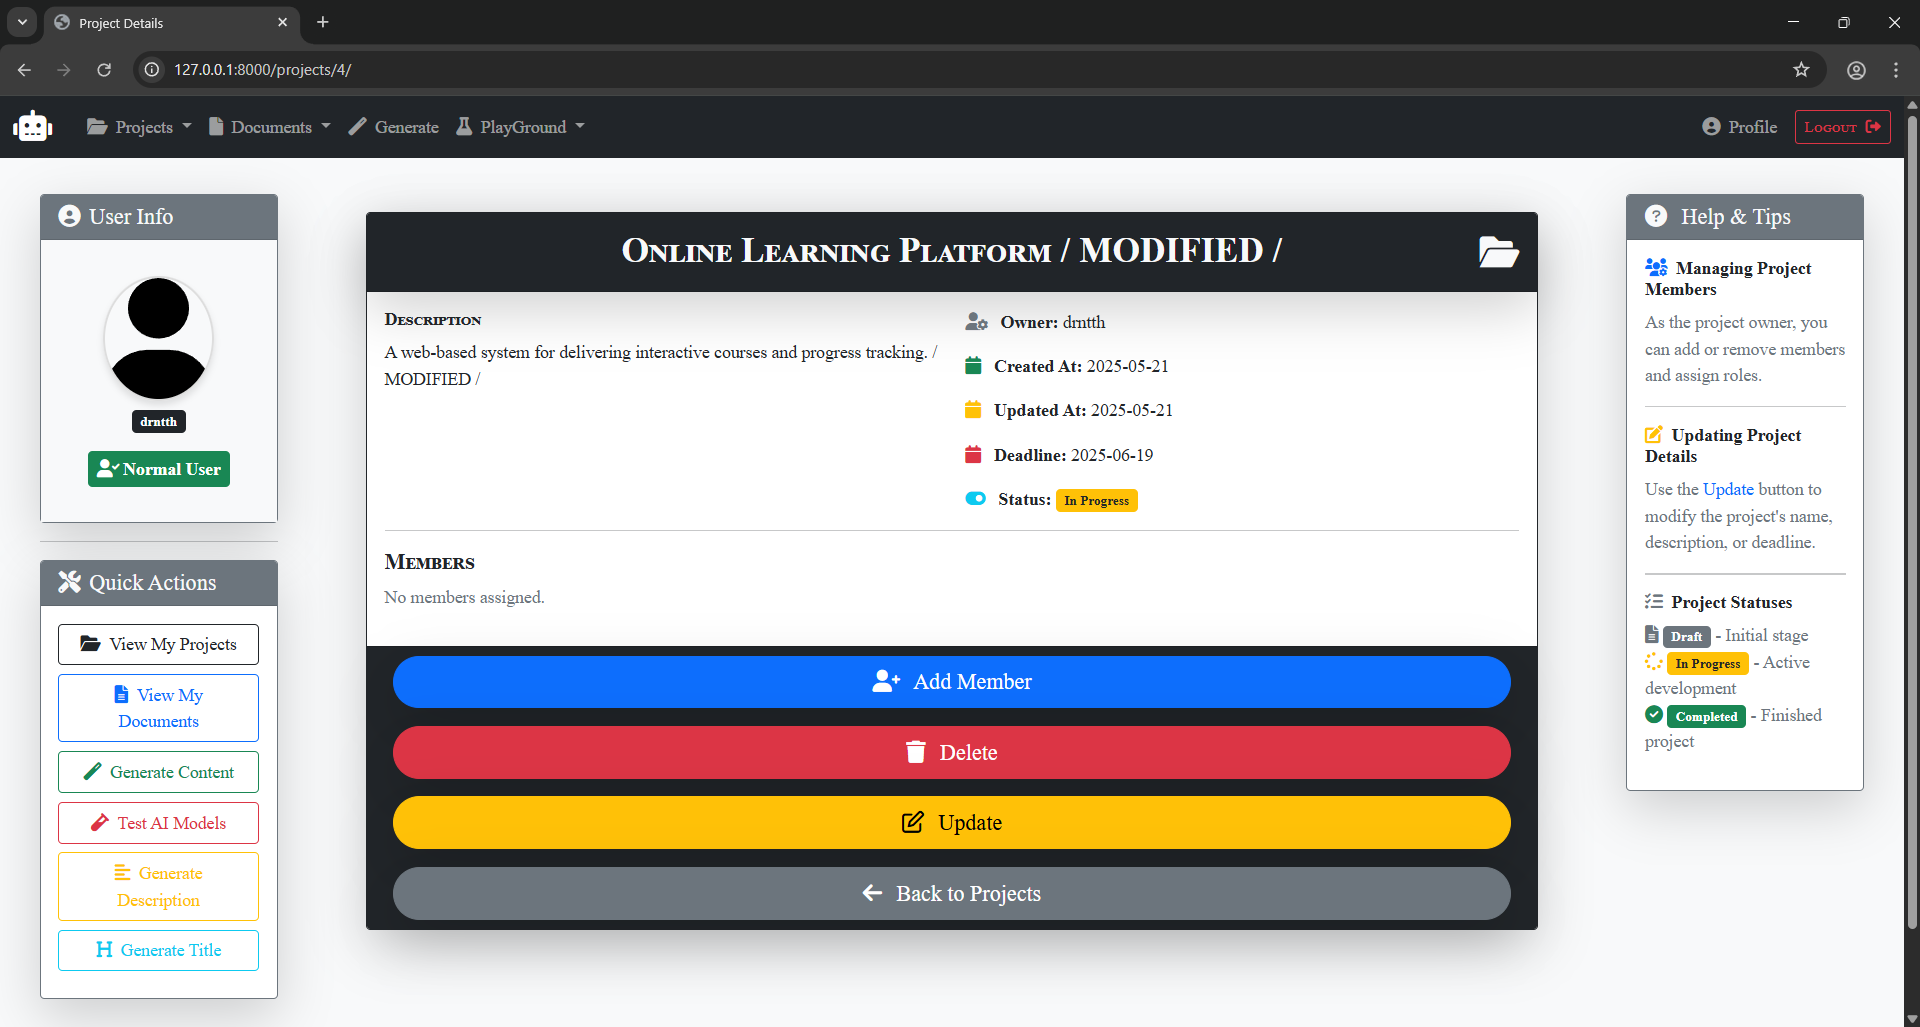 Project Details
127.0.0.1:8000/projects/4/
Projects
Documents
Generate
PlayGround
Profile
Logout
User Info
drntth
Normal User
Quick Actions
View My Projects
View My
Documents
Generate Content
Test AI Models
Generate
Description
Generate Title
Online Learning Platform / MODIFIED /
Description
A web-based system for delivering interactive courses and progress tracking. /
MODIFIED /
Owner: drntth
Created At: 2025-05-21
Updated At: 2025-05-21
Deadline: 2025-06-19
Status: In Progress
Members
No members assigned.
Add Member
Delete
Update
Back to Projects
Help & Tips
Managing Project
Members
As the project owner, you
can add or remove members
and assign roles.
Updating Project
Details
Use the Update button to
modify the project's name,
description, or deadline.
Project Statuses
Draft - Initial stage
In Progress - Active
development
Completed - Finished
project